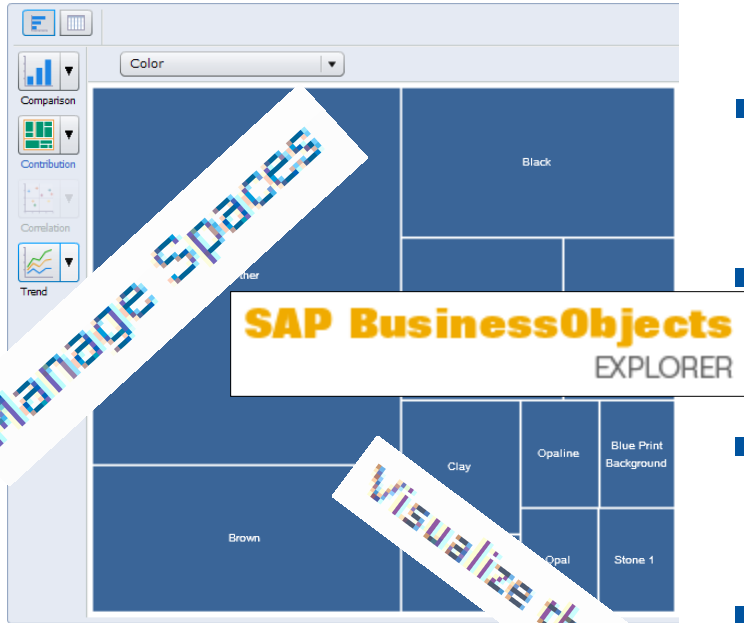 Color
Comparison
Contribution
Correlation
Trend
Black
Manage Spaces
SAP BusinessObjects
EXPLORER
Clay
Opaline
Blue Print
Background
Brown
Visualize
Opal
Stone 1